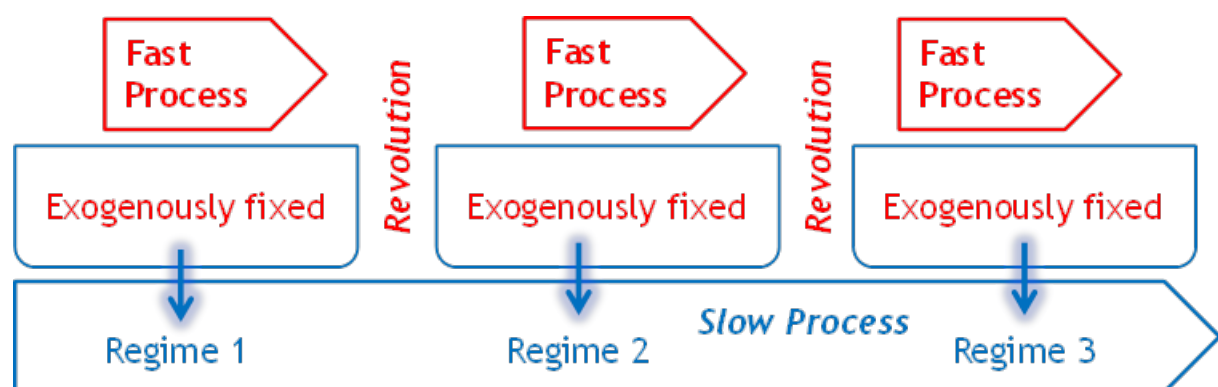 Fast
Process
Revolution
Fast
Process
Revolution
Fast
Process
Exogenously fixed
Exogenously fixed
Exogenously fixed
Slow Process
Regime 1
Regime 2
Regime 3